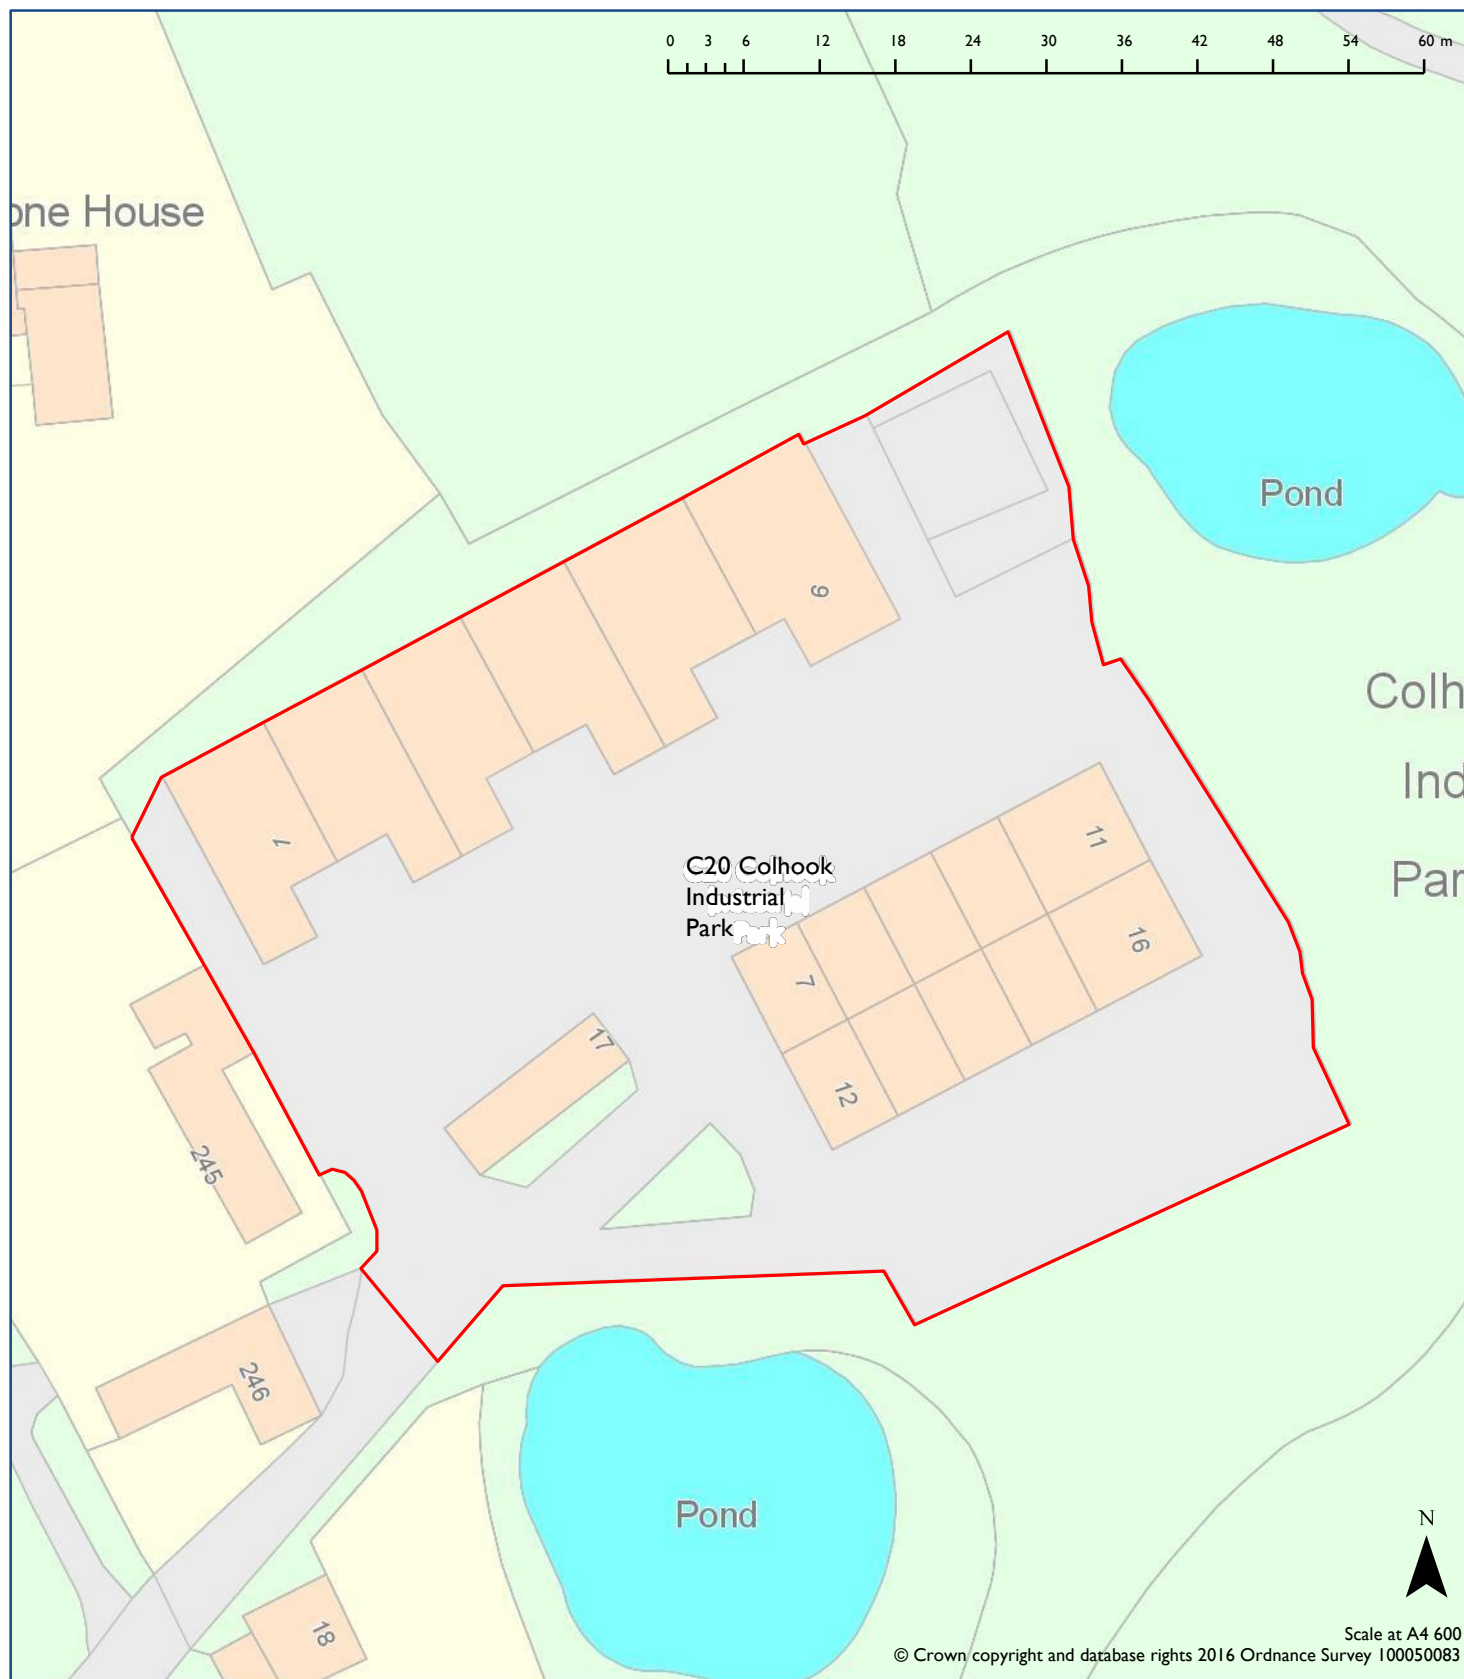 0 3 6 12 18 24 30 36 42 48 54 60 m
one House
Pond
9
Colh
Ind
Par
1
11
C20 Colhook
Industrial
Park
16
7
17
12
245
246
Pond
18
N
Scale at A4 600
© Crown copyright and database rights 2016 Ordnance Survey 100050083